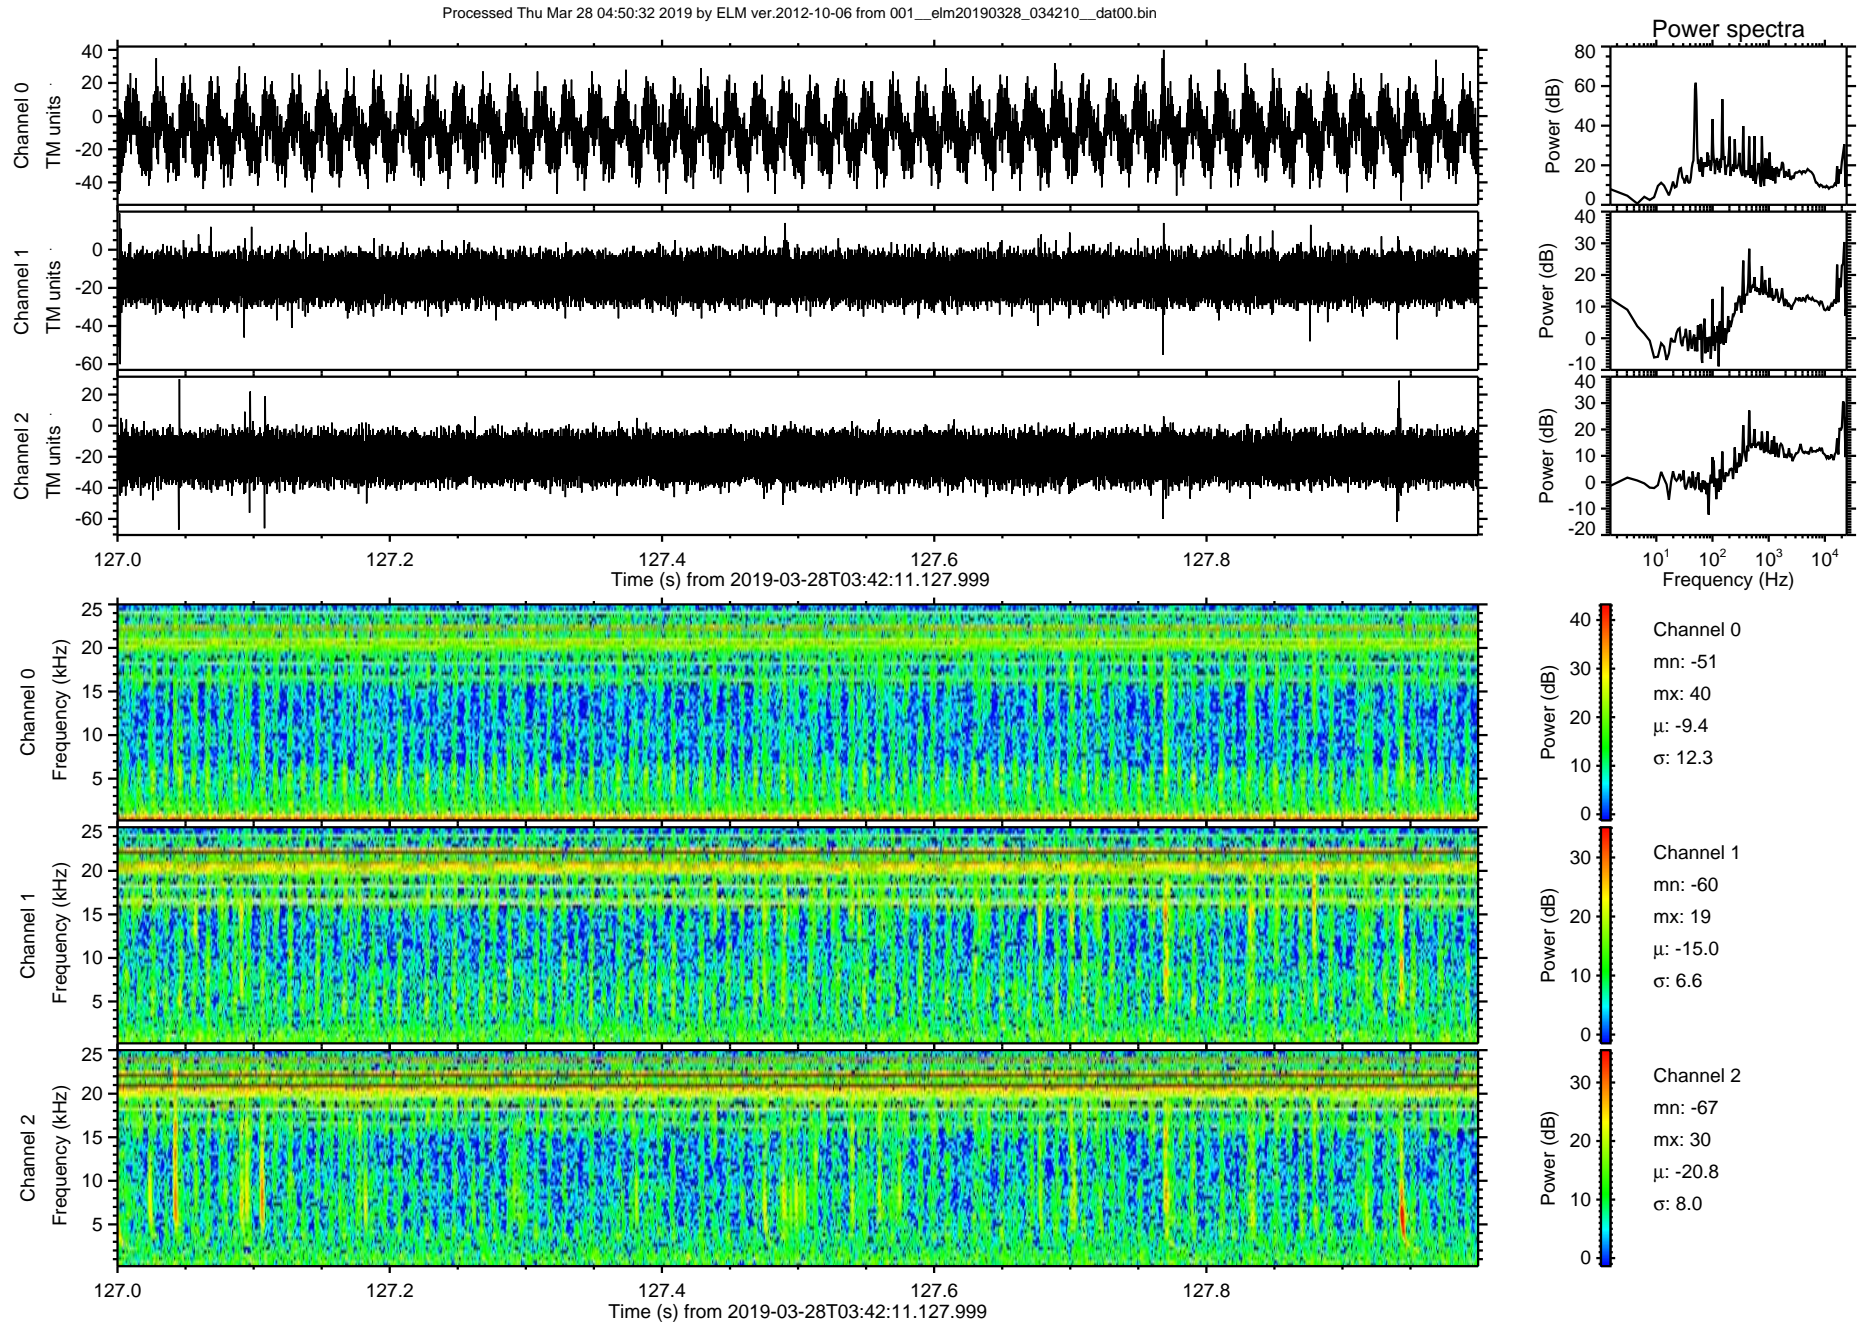 Processed Thu Mar 28 04:50:32 2019 by ELM ver.2012-10-06 from 001__elm20190328_034210__dat00.bin
Power spectra
Channel 0
TM units
40
20
0
-20
-40
Power (dB)
80
60
40
20
0
Channel 1
TM units
0
-20
-40
-60
Power (dB)
40
30
20
10
0
-10
Channel 2
TM units
20
0
-20
-40
-60
Power (dB)
40
30
20
10
0
-10
-20
127.0 127.2 127.4 127.6 127.8
Time (s) from 2019-03-28T03:42:11.127.999
10¹ 10² 10³ 10⁴
Frequency (Hz)
Channel 0
Frequency (kHz)
25
20
15
10
5
Power (dB)
40
30
20
10
0
Channel 0
mn: -51
mx: 40
μ: -9.4
σ: 12.3
Channel 1
Frequency (kHz)
25
20
15
10
5
Power (dB)
30
20
10
0
Channel 1
mn: -60
mx: 19
μ: -15.0
σ: 6.6
Channel 2
Frequency (kHz)
25
20
15
10
5
Power (dB)
30
20
10
0
Channel 2
mn: -67
mx: 30
μ: -20.8
σ: 8.0
127.0 127.2 127.4 127.6 127.8
Time (s) from 2019-03-28T03:42:11.127.999